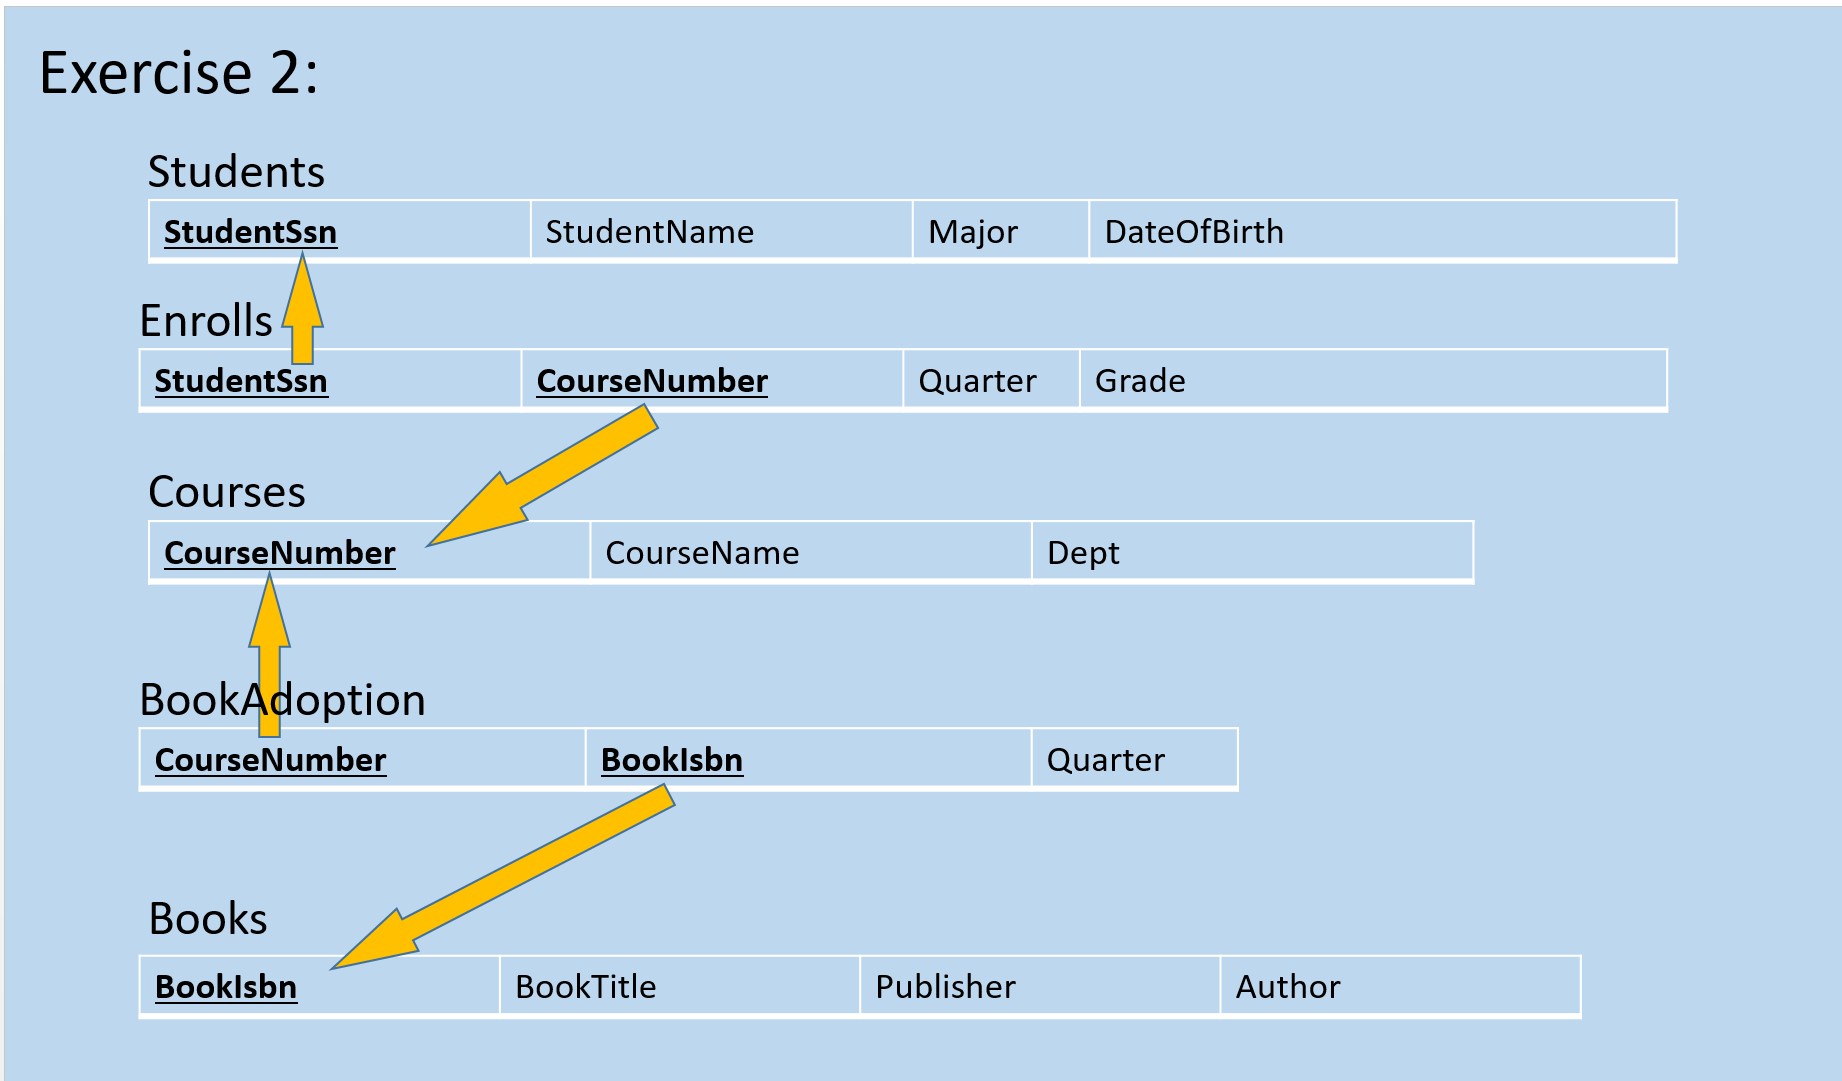 Exercise 2:
Students
StudentSsn StudentName Major DateOfBirth
Enrolls
StudentSsn CourseNumber Quarter Grade
Courses
CourseNumber CourseName Dept
BookAdoption
CourseNumber BookIsbn Quarter
Books
BookIsbn BookTitle Publisher Author